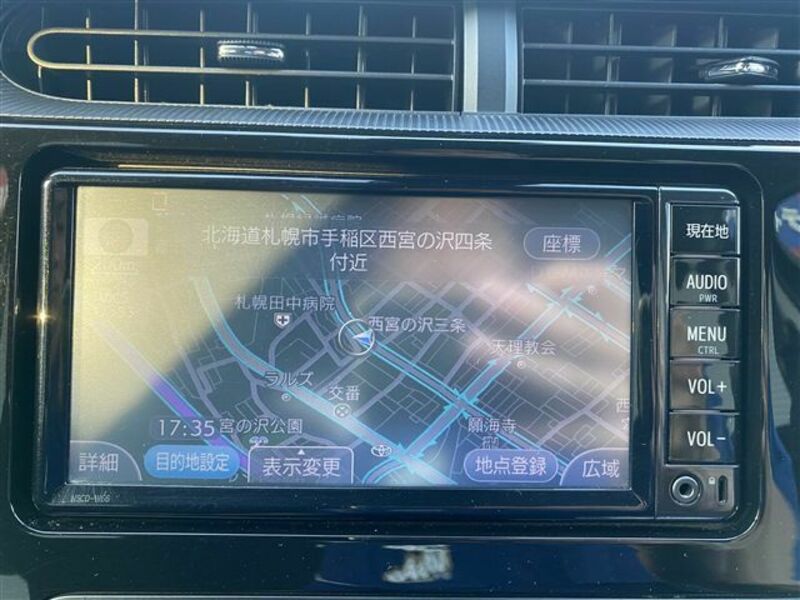 北海道札幌市手稲区西宮の沢四条
付近
座標
札幌田中病院
西宮の沢三条
天理教会
ラルズ
交番
17:35
宮の沢公園
願海寺
西
詳細
目的地設定
表示変更
地点登録
広域
NSCD-W66
現在地
AUDIO
PWR
MENU
CTRL
VOL+
VOL-